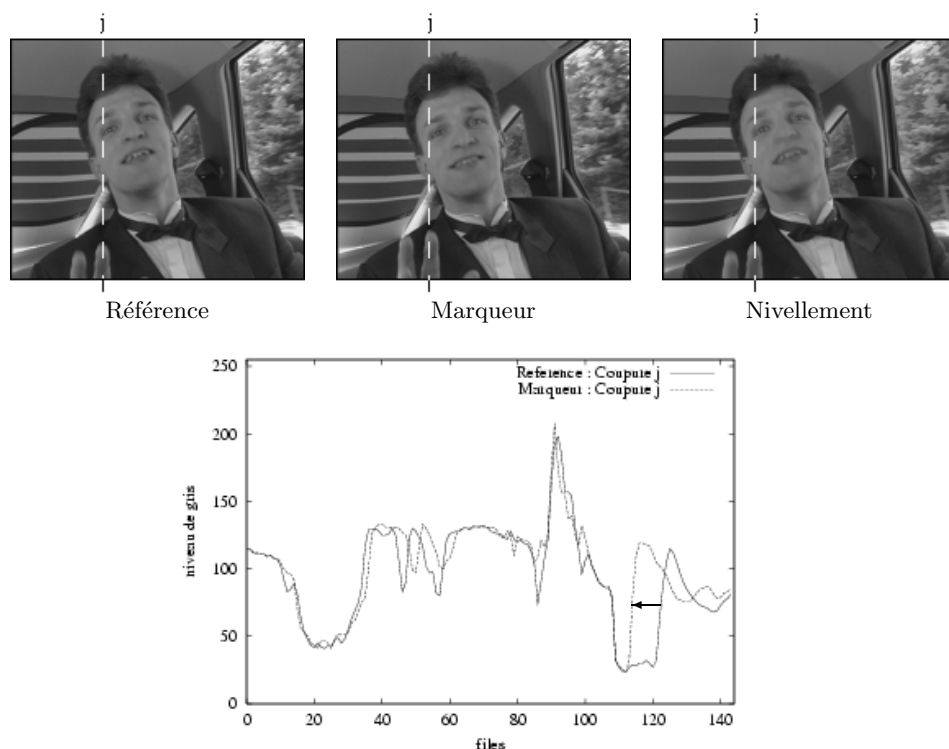 j j j
Référence Marqueur Nivellement
250
Reference : Coupure j
Marqueur : Coupure j
200
150
100
50
0
0 20 40 60 80 100 120 140
niveau de gris
files